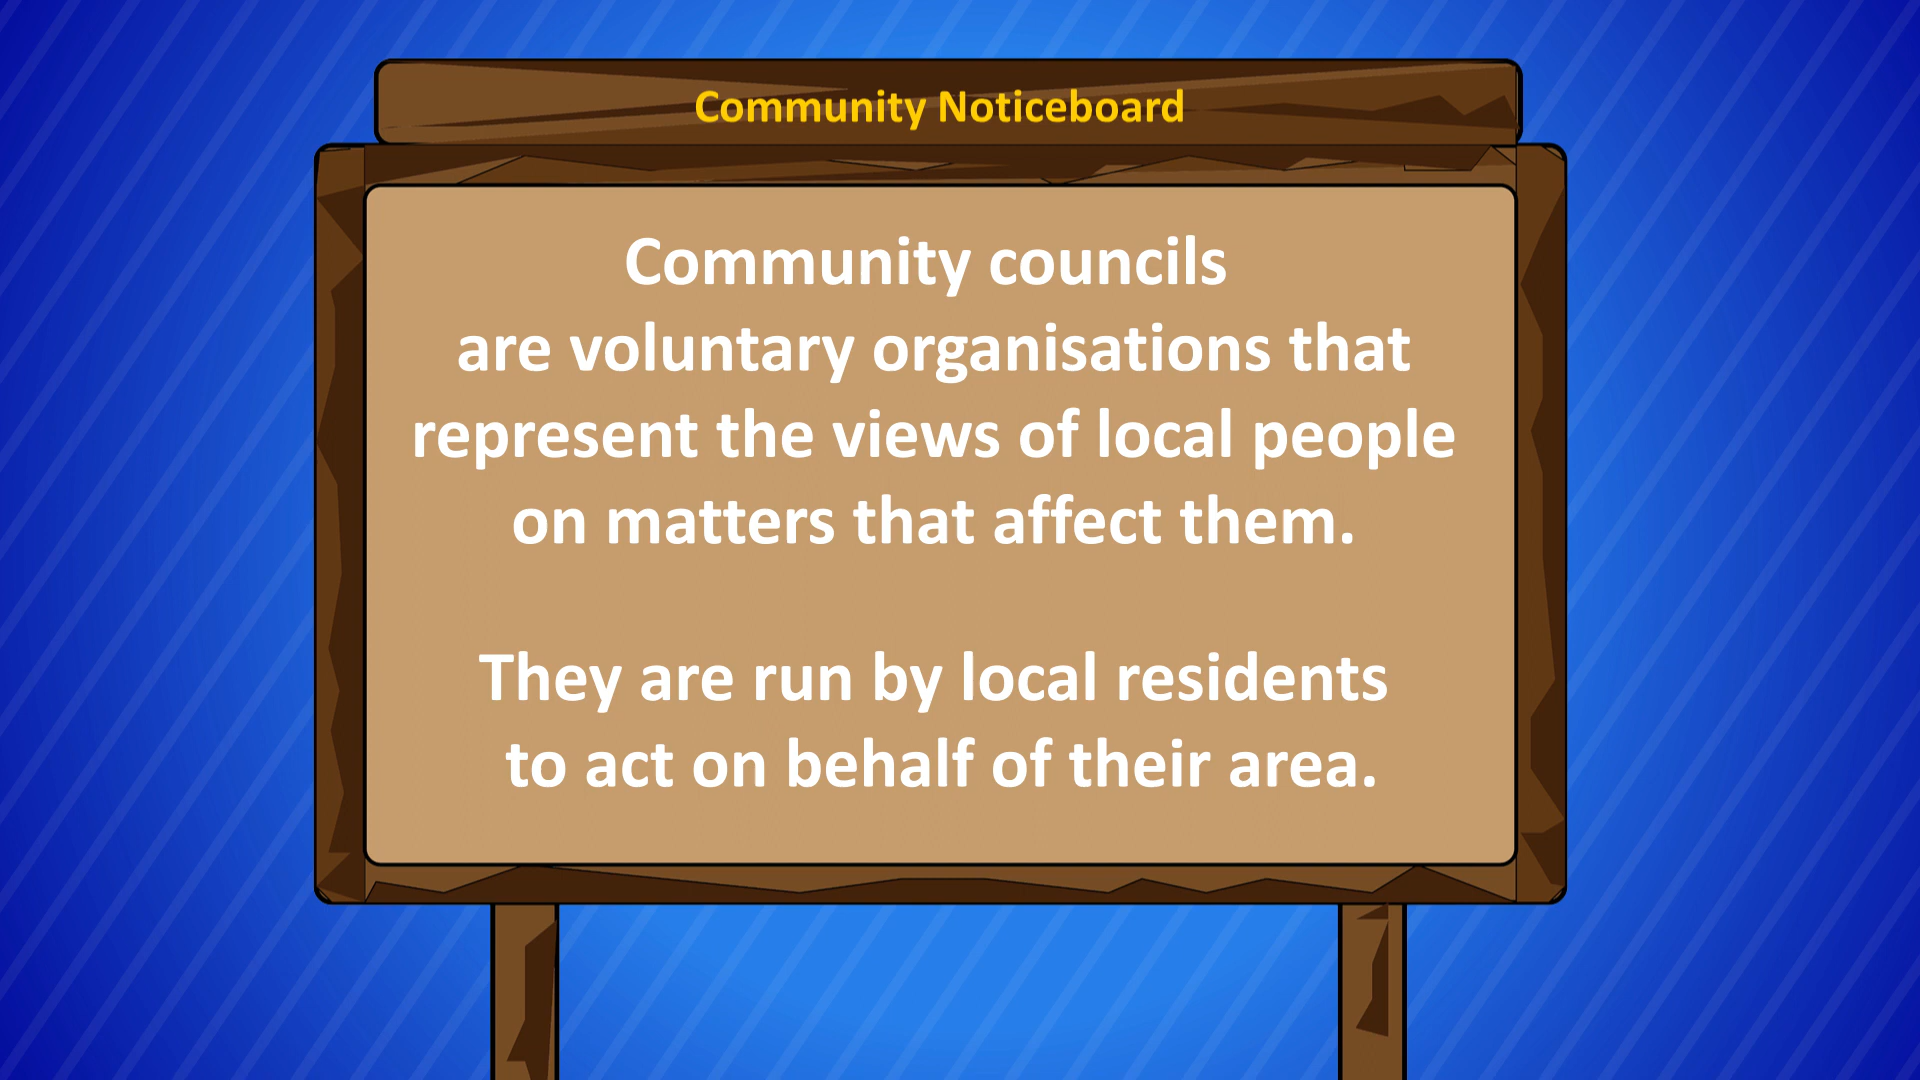 Community Noticeboard
Community councils
are voluntary organisations that
represent the views of local people
on matters that affect them.
They are run by local residents
to act on behalf of their area.